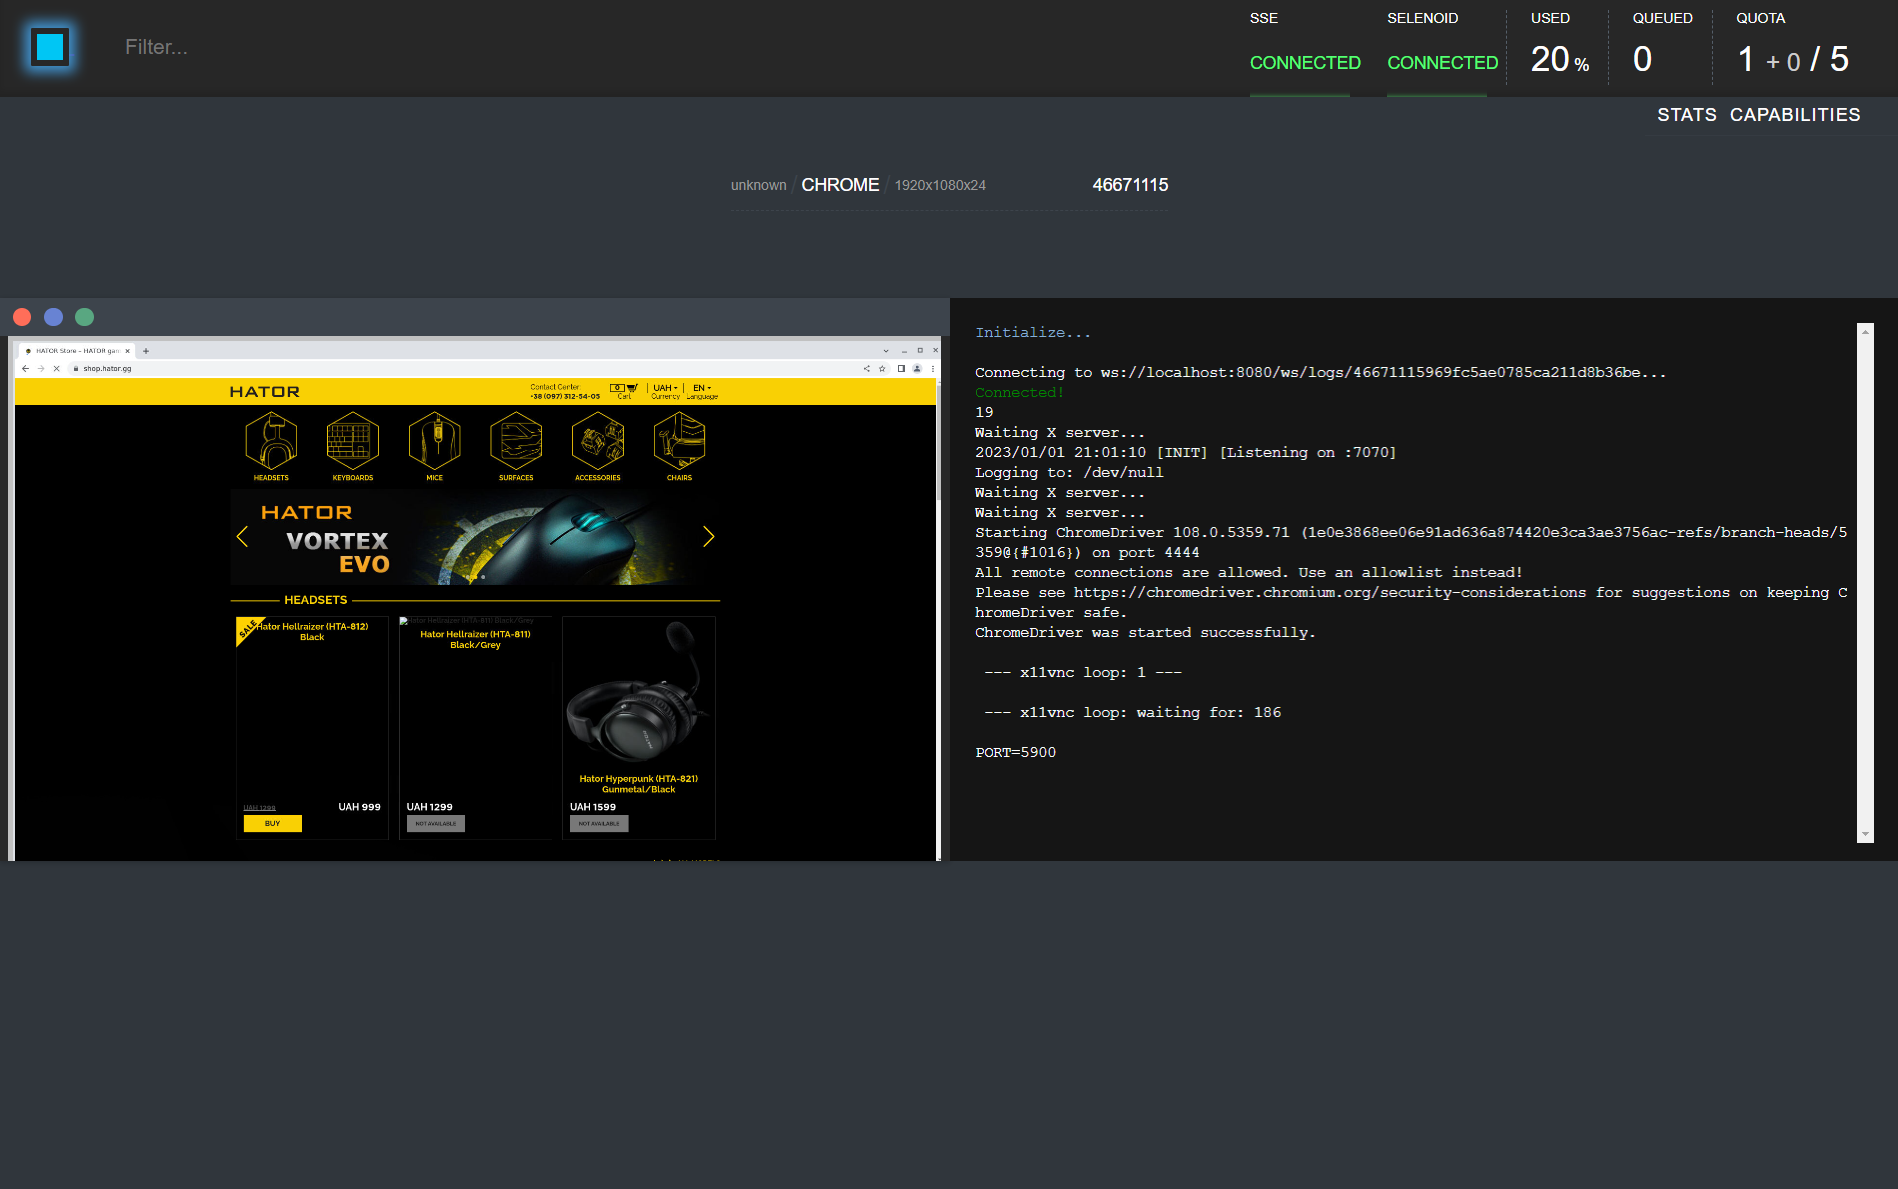 Filter...
SSE
CONNECTED
SELENOID
CONNECTED
USED
20 %
QUEUED
0
QUOTA
1 + 0 / 5
STATS CAPABILITIES
unknown / CHROME / 1920x1080x24 46671115
HATOR Store - HATOR gam
shop.hator.gg
HATOR
Contact Center:
+38 (097) 312-54-05
0
Cart
UAH
Currency
EN
Language
HEADSETS
KEYBOARDS
MICE
SURFACES
ACCESSORIES
CHAIRS
HATOR
VORTEX
EVO
HEADSETS
SALE
Hator Hellraizer (HTA-812)
Black
UAH 1299
UAH 999
BUY
Hator Hellraizer (HTA-811) Black/Grey
Hator Hellraizer (HTA-811)
Black/Grey
UAH 1299
NOT AVAILABLE
HATOR
Hator Hyperpunk (HTA-821)
Gunmetal/Black
UAH 1599
NOT AVAILABLE
Initialize...
Connecting to ws://localhost:8080/ws/logs/46671115969fc5ae0785ca211d8b36be...
Connected!
19
Waiting X server...
2023/01/01 21:01:10 [INIT] [Listening on :7070]
Logging to: /dev/null
Waiting X server...
Waiting X server...
Starting ChromeDriver 108.0.5359.71 (1e0e3868ee06e91ad636a874420e3ca3ae3756ac-refs/branch-heads/5
359@{#1016}) on port 4444
All remote connections are allowed. Use an allowlist instead!
Please see https://chromedriver.chromium.org/security-considerations for suggestions on keeping C
hromeDriver safe.
ChromeDriver was started successfully.
--- x11vnc loop: 1 ---
--- x11vnc loop: waiting for: 186
PORT=5900